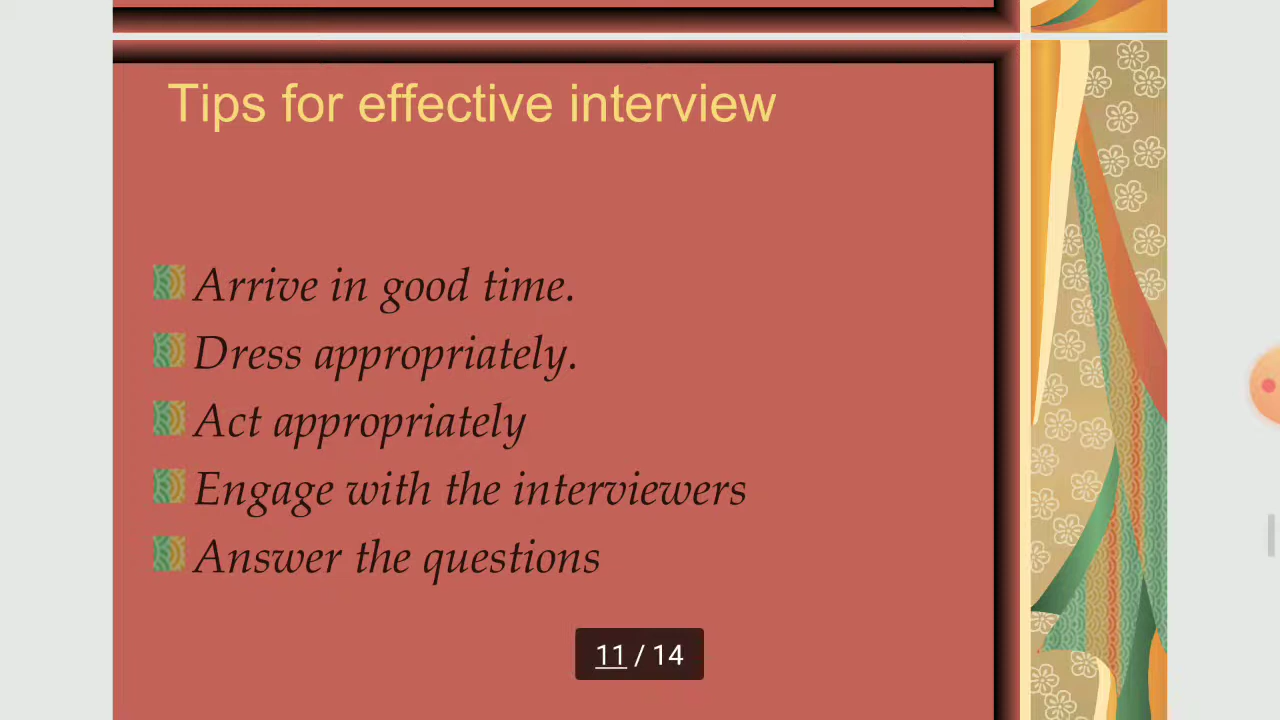 Tips for effective interview
Arrive in good time.
Dress appropriately.
Act appropriately
Engage with the interviewers
Answer the questions
11 / 14